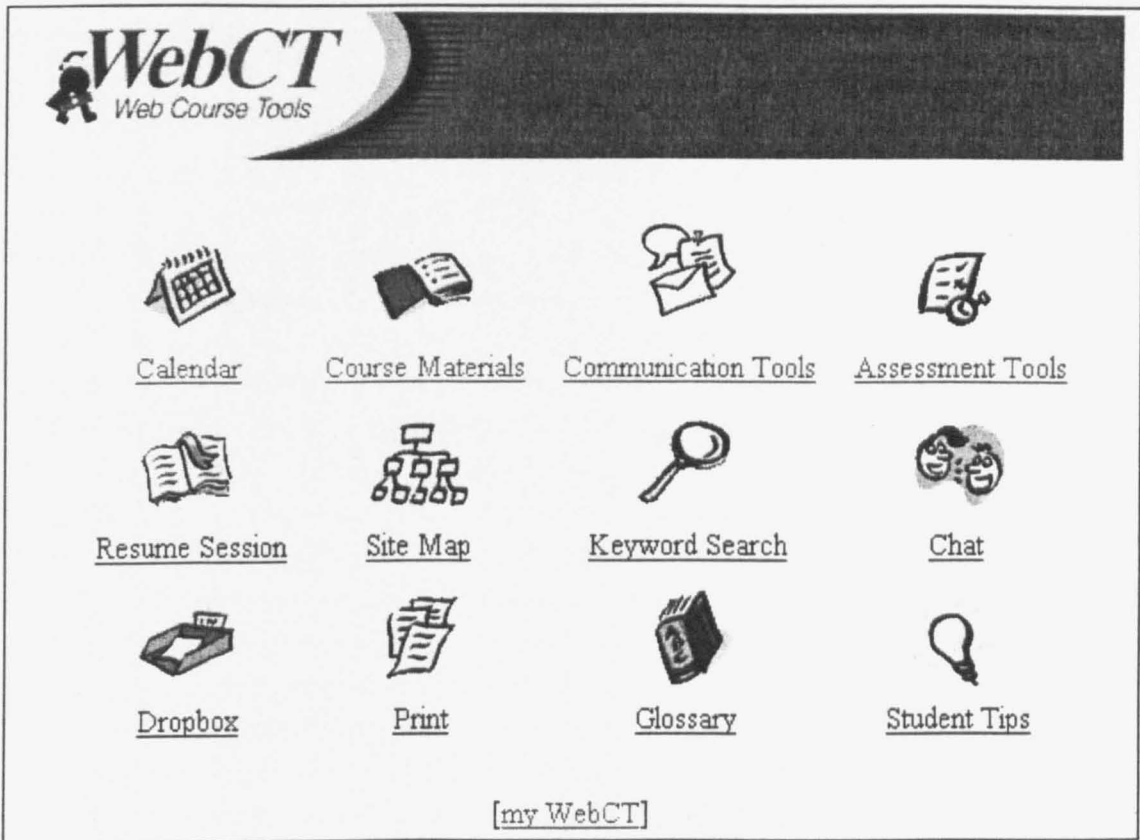 WebCT
Web Course Tools
Calendar Course Materials Communication Tools Assessment Tools
Resume Session Site Map Keyword Search Chat
Dropbox Print Glossary Student Tips
[my WebCT]